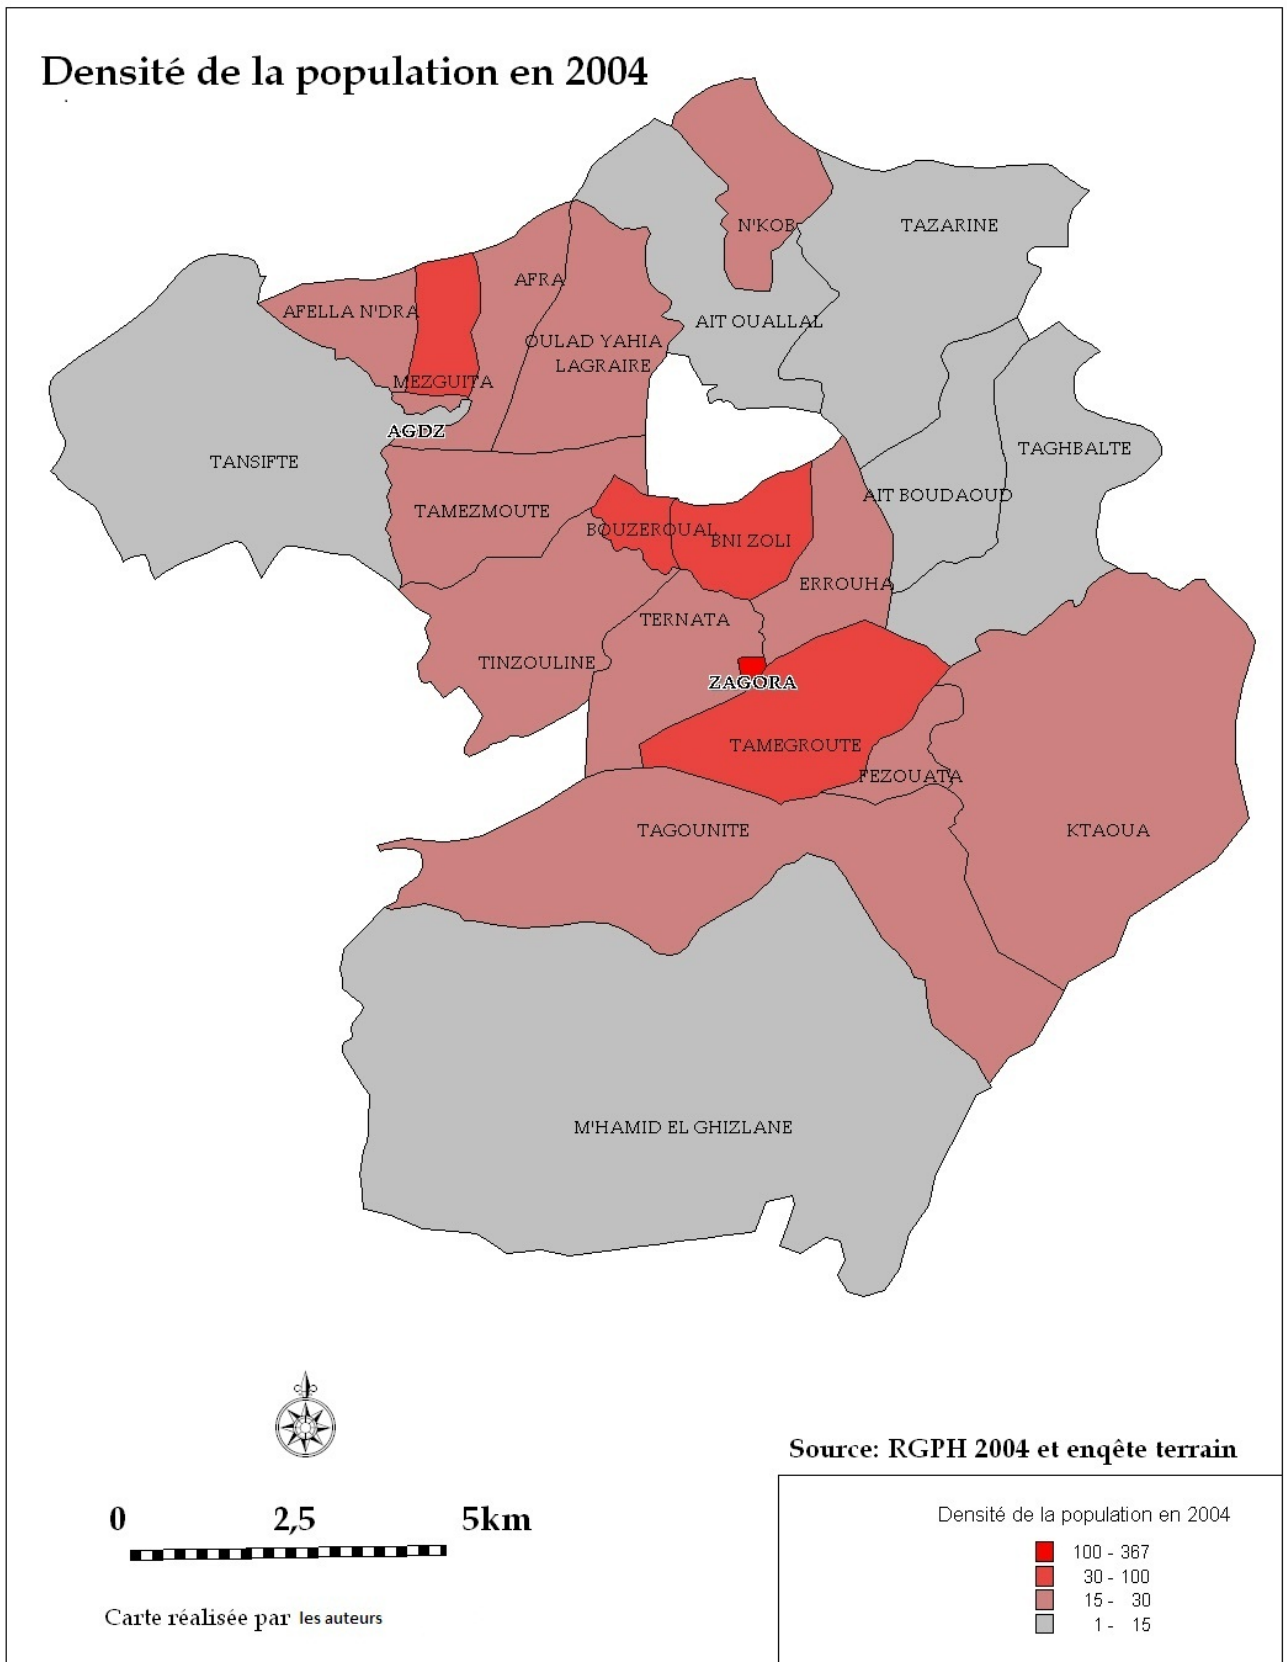 Densité de la population en 2004
N'KOB
TAZARINE
AFRA
AFELLA N'DRA
AIT OUALLAL
OULAD YAHIA
LAGRAIRE
MEZGUITA
AGDZ
TAGHBALTE
TANSIFTE
AIT BOUDAOUD
TAMEZMOUTE
BOUZEROUAL
BNI ZOLI
ERROUHA
TERNATA
TINZOULINE
ZAGORA
TAMEGROUTE
FEZOUATA
TAGOUNITE
KTAOUA
M'HAMID EL GHIZLANE
Source: RGPH 2004 et enqête terrain
0 2,5 5km
Carte réalisée par les auteurs
Densité de la population en 2004
100 - 367
30 - 100
15 - 30
1 - 15